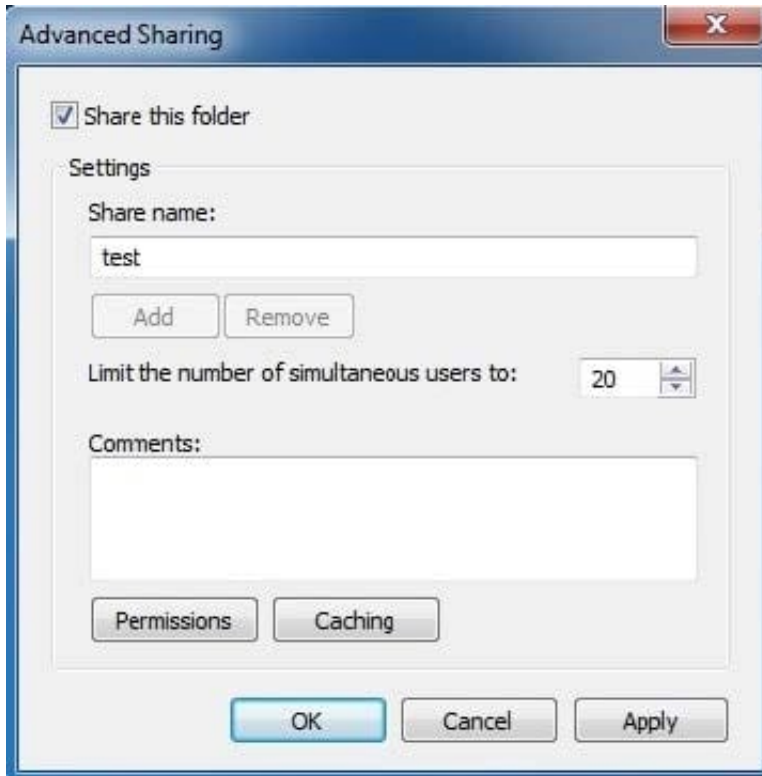 Advanced Sharing
Share this folder
Settings
Share name:
test
Add Remove
Limit the number of simultaneous users to: 20
Comments:
Permissions Caching
OK Cancel Apply